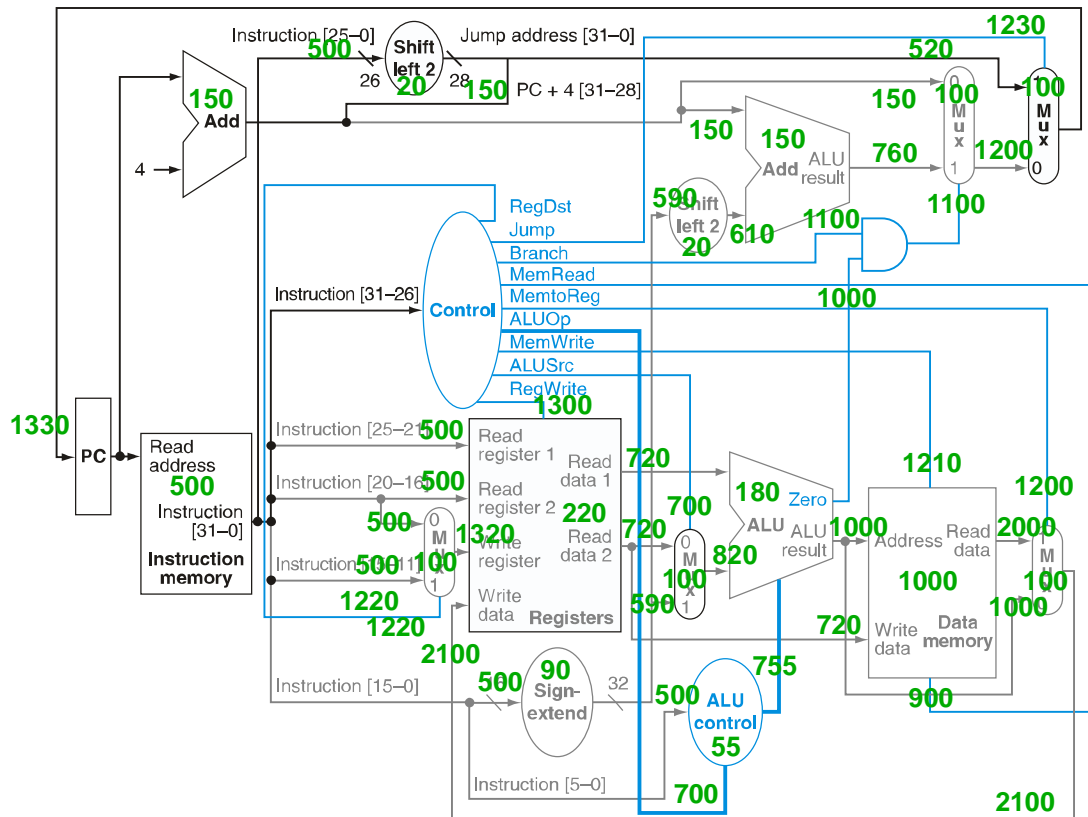 Instruction [25–0]
500
26
Shift
left 2
20
28
Jump address [31–0]
150
PC + 4 [31–28]
520
1230
150
Add
4
150
150
150
Add
ALU
result
760
0
M
u
x
1
100
1200
1
M
u
x
0
100
590
Shift
left 2
20
610
1100
1100
1000
RegDst
Jump
Branch
MemRead
MemtoReg
ALUOp
MemWrite
ALUSrc
RegWrite
Instruction [31–26]
Control
1300
1330
PC
Read
address
500
Instruction
[31–0]
Instruction
memory
Instruction [25–21]
500
Instruction [20–16]
500
500
Instruction [15–11]
500
0
M
u
x
1
100
1320
1220
1220
Read
register 1
Read
register 2
Write
register
Write
data
Read
data 1
220
Read
data 2
Registers
720
720
700
0
M
u
x
1
100
590
820
180
Zero
ALU
ALU
result
1000
1210
1200
Address
Read
data
1000
Write
data
Data
memory
720
2000
1000
1
M
u
x
0
100
900
2100
Instruction [15–0]
500
16
90
Sign-
extend
32
500
ALU
control
55
755
Instruction [5–0]
700
2100